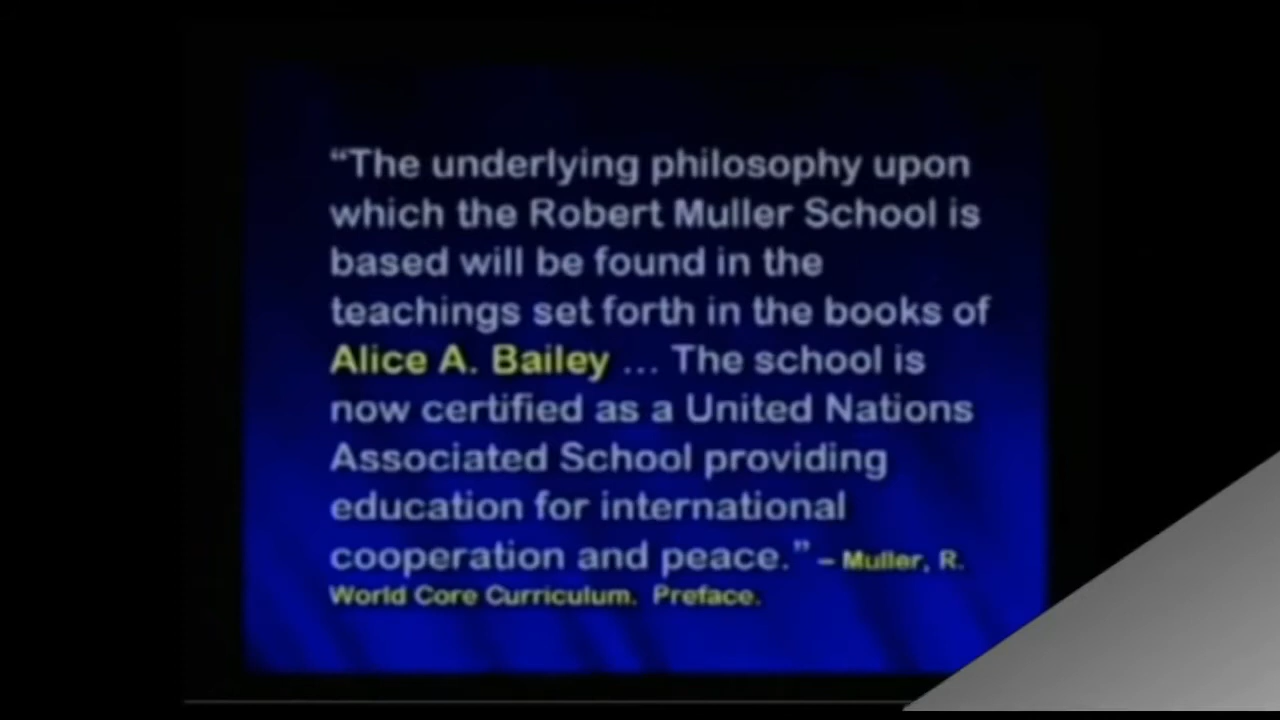 “The underlying philosophy upon
which the Robert Muller School is
based will be found in the
teachings set forth in the books of
Alice A. Bailey ... The school is
now certified as a United Nations
Associated School providing
education for international
cooperation and peace.” – Muller, R.
World Core Curriculum. Preface.